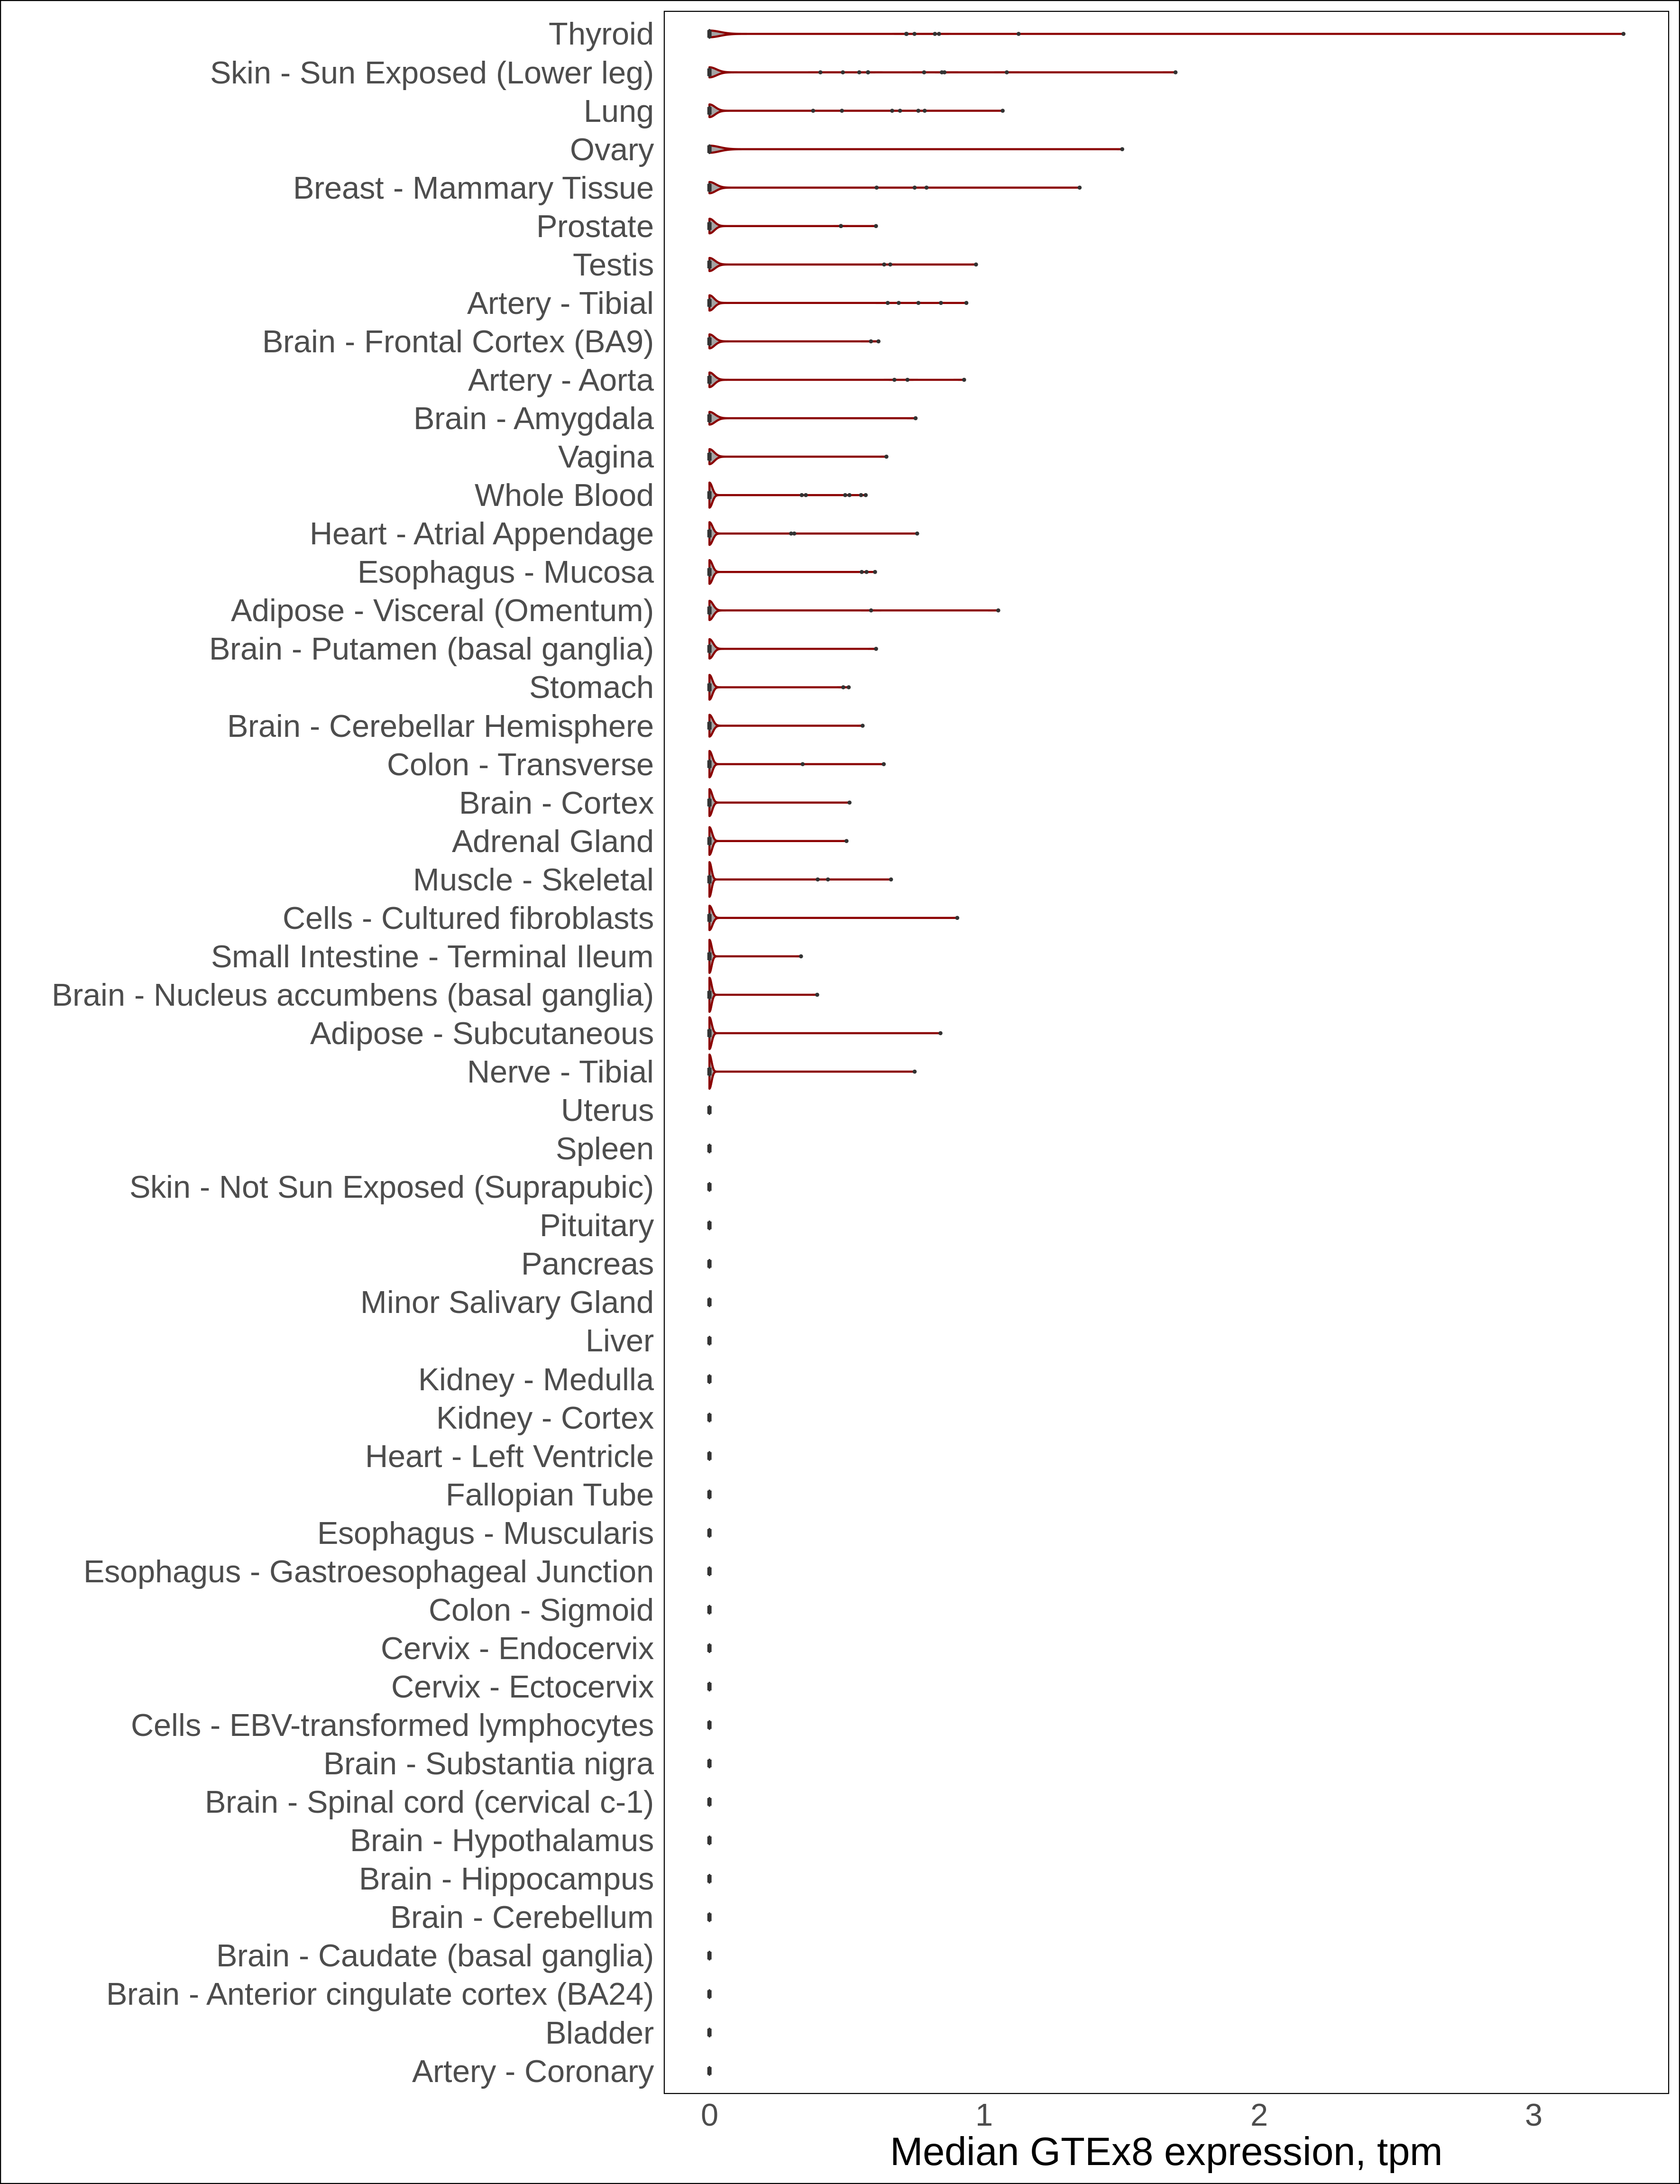 Thyroid
Skin - Sun Exposed (Lower leg)
Lung
Ovary
Breast - Mammary Tissue
Prostate
Testis
Artery - Tibial
Brain - Frontal Cortex (BA9)
Artery - Aorta
Brain - Amygdala
Vagina
Whole Blood
Heart - Atrial Appendage
Esophagus - Mucosa
Adipose - Visceral (Omentum)
Brain - Putamen (basal ganglia)
Stomach
Brain - Cerebellar Hemisphere
Colon - Transverse
Brain - Cortex
Adrenal Gland
Muscle - Skeletal
Cells - Cultured fibroblasts
Small Intestine - Terminal Ileum
Brain - Nucleus accumbens (basal ganglia)
Adipose - Subcutaneous
Nerve - Tibial
Uterus
Spleen
Skin - Not Sun Exposed (Suprapubic)
Pituitary
Pancreas
Minor Salivary Gland
Liver
Kidney - Medulla
Kidney - Cortex
Heart - Left Ventricle
Fallopian Tube
Esophagus - Muscularis
Esophagus - Gastroesophageal Junction
Colon - Sigmoid
Cervix - Endocervix
Cervix - Ectocervix
Cells - EBV-transformed lymphocytes
Brain - Substantia nigra
Brain - Spinal cord (cervical c-1)
Brain - Hypothalamus
Brain - Hippocampus
Brain - Cerebellum
Brain - Caudate (basal ganglia)
Brain - Anterior cingulate cortex (BA24)
Bladder
Artery - Coronary
0 1 2 3
Median GTEx8 expression, tpm